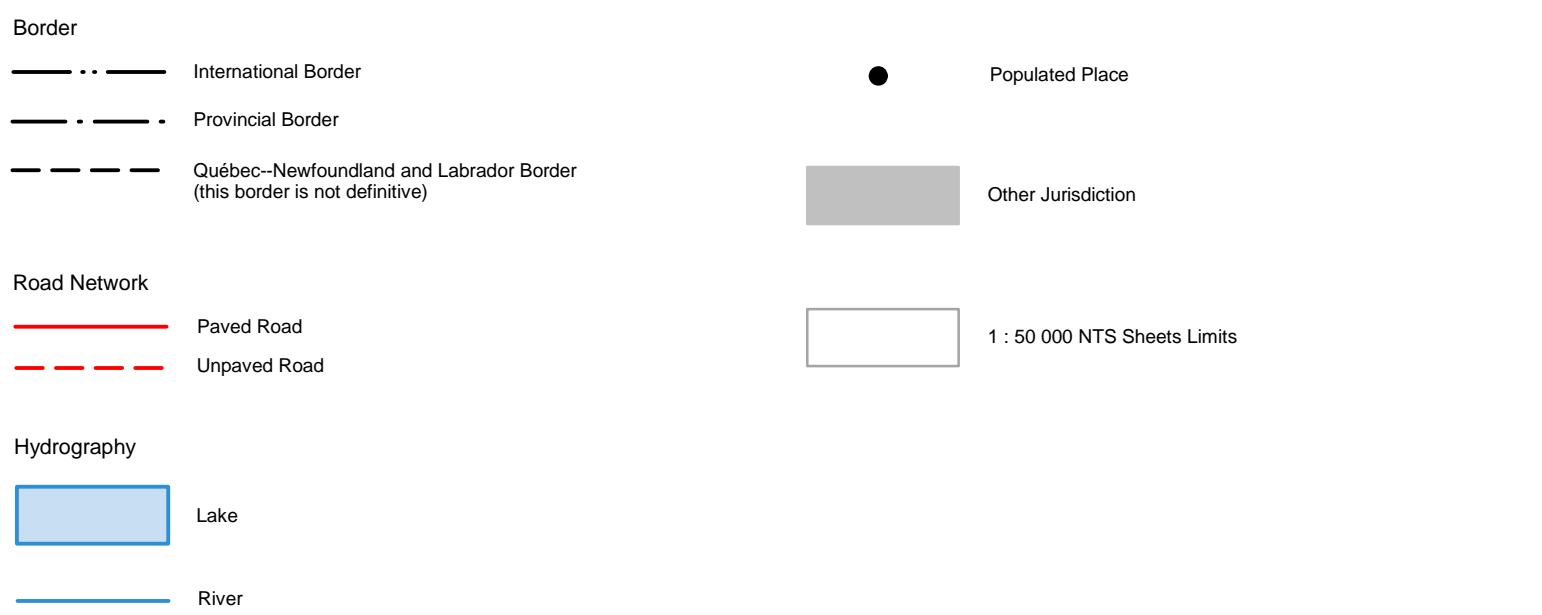 Border
International Border
Provincial Border
Québec--Newfoundland and Labrador Border
(this border is not definitive)
Road Network
Paved Road
Unpaved Road
Hydrography
Lake
River
Populated Place
Other Jurisdiction
1 : 50 000 NTS Sheets Limits